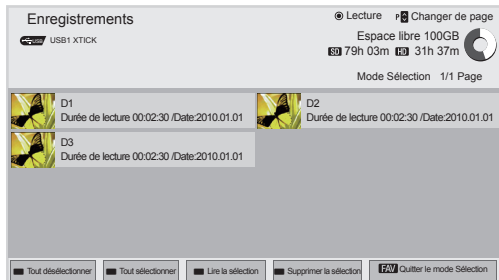 Enregistrements
Lecture
P Changer de page
USB USB1 XTICK
Espace libre 100GB
SD 79h 03m HD 31h 37m
Mode Sélection 1/1 Page
D1
Durée de lecture 00:02:30 /Date:2010.01.01
D2
Durée de lecture 00:02:30 /Date:2010.01.01
D3
Durée de lecture 00:02:30 /Date:2010.01.01
Tout désélectionner
Tout sélectionner
Lire la sélection
Supprimer la sélection
FAV Quitter le mode Sélection